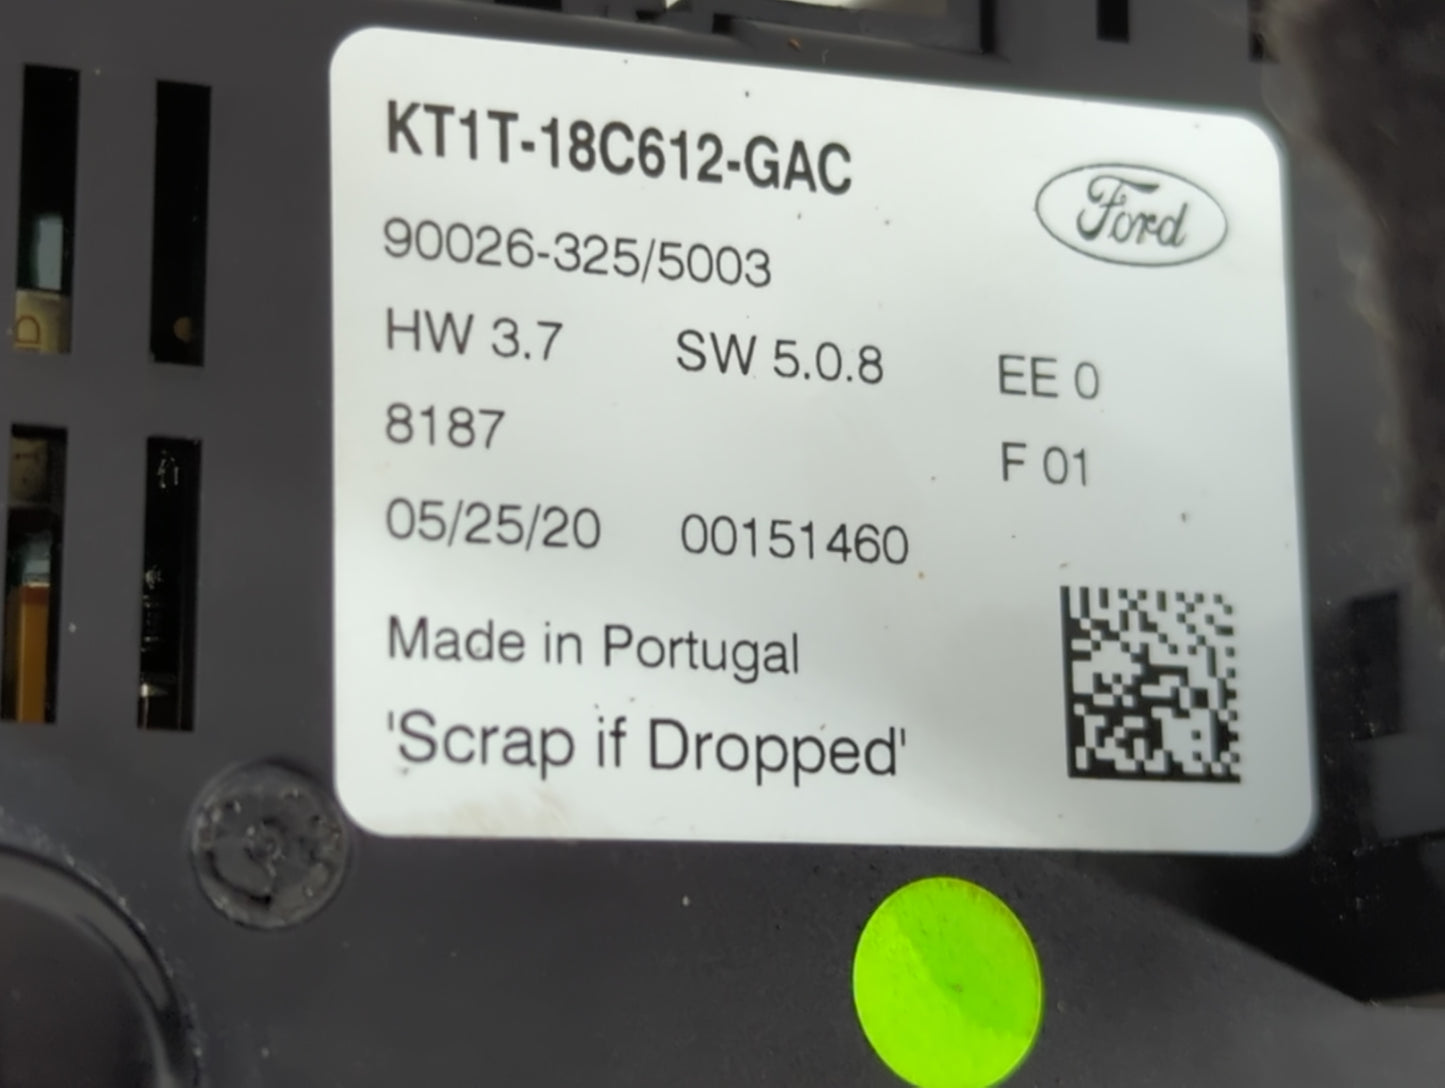 KT1T-18C612-GAC
Ford
90026-325/5003
HW 3.7 SW 5.0.8 EE 0
8187 F 01
05/25/20 00151460
Made in Portugal
'Scrap if Dropped'